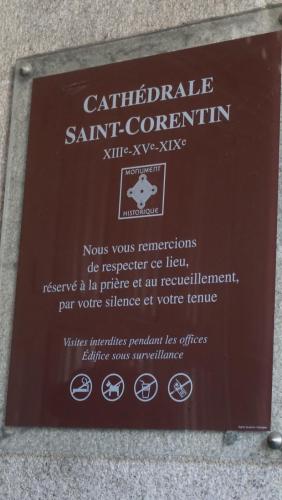 CATHÉDRALE
SAINT-CORENTIN
XIIIe-XVe-XIXe
MONUMENT
HISTORIQUE
Nous vous remercions
de respecter ce lieu,
réservé à la prière et au recueillement,
par votre silence et votre tenue
Visites interdites pendant les offices
Édifice sous surveillance